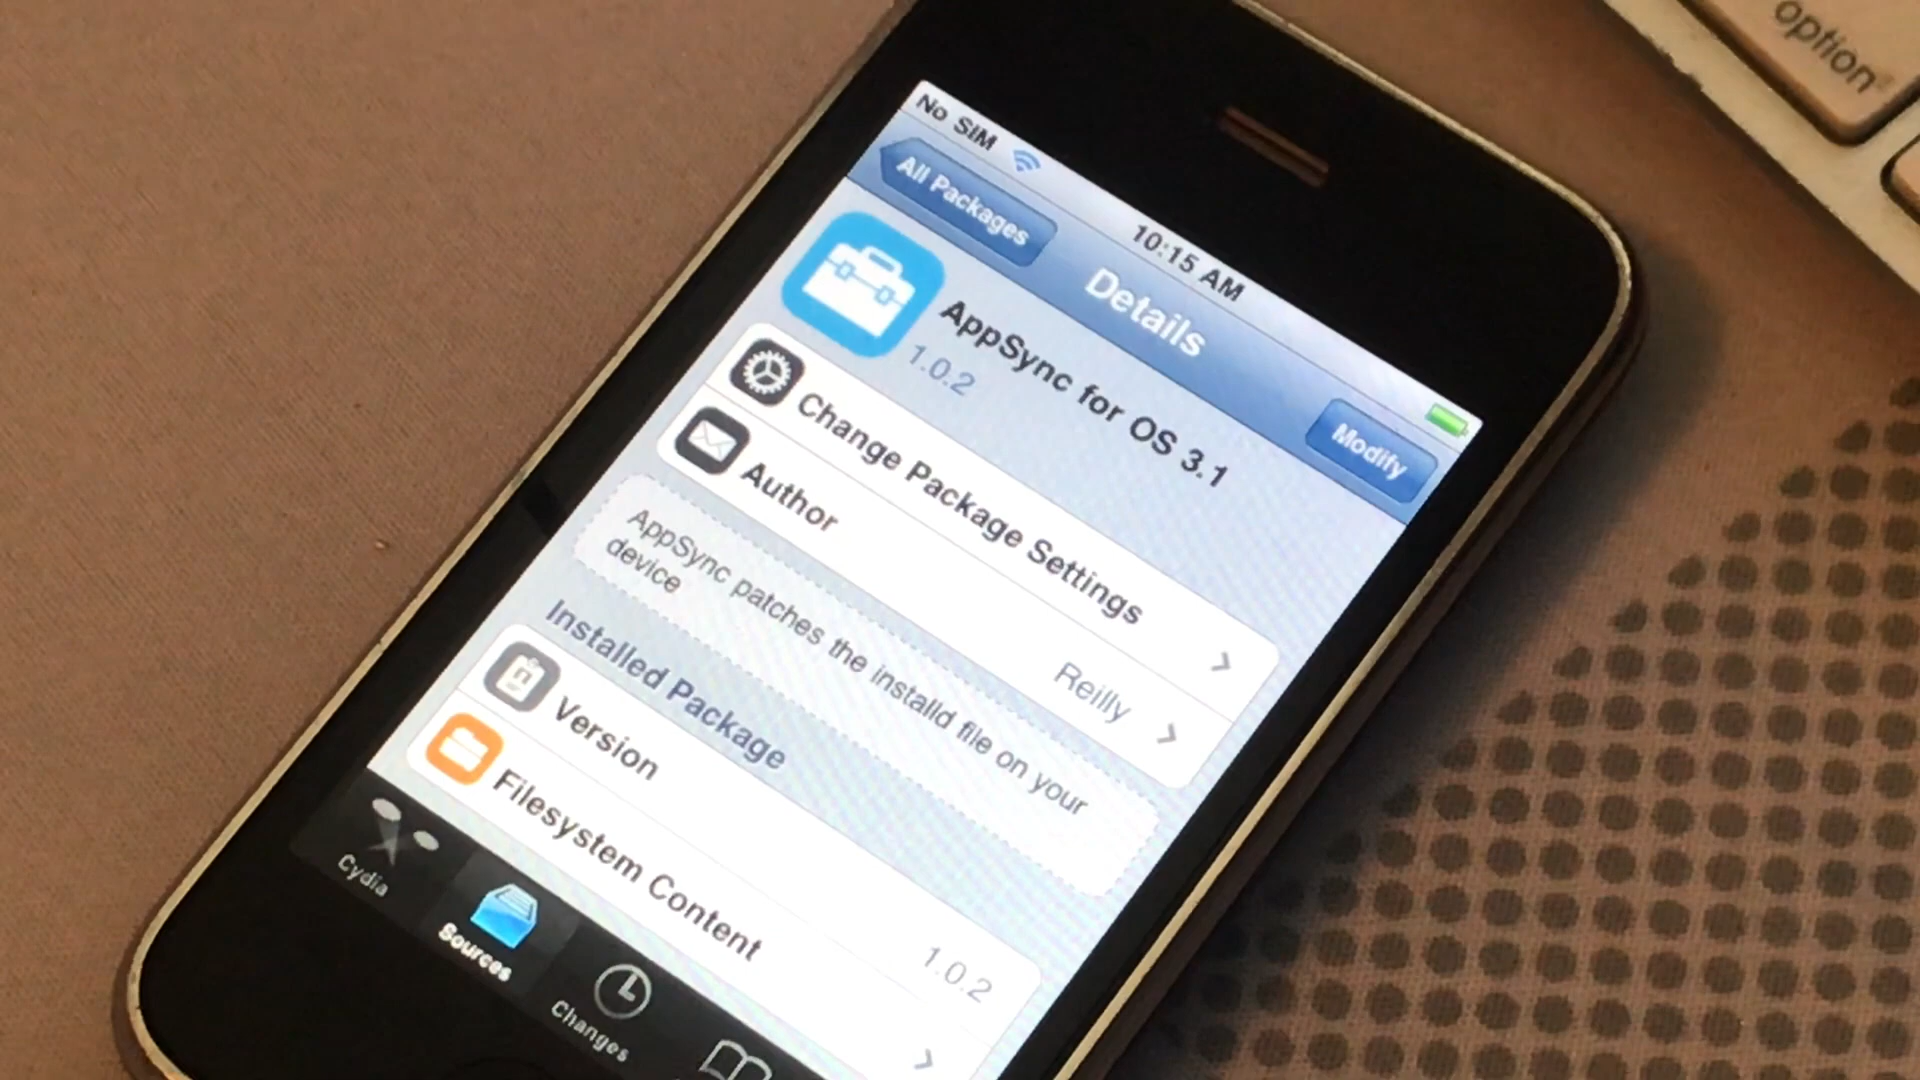 option
No SIM
10:15 AM
All Packages
Details
Modify
AppSync for OS 3.1
1.0.2
Change Package Settings
Author
Reilly
AppSync patches the installd file on your
device
Installed Package
Version
1.0.2
Filesystem Content
Cydia
Sources
Changes